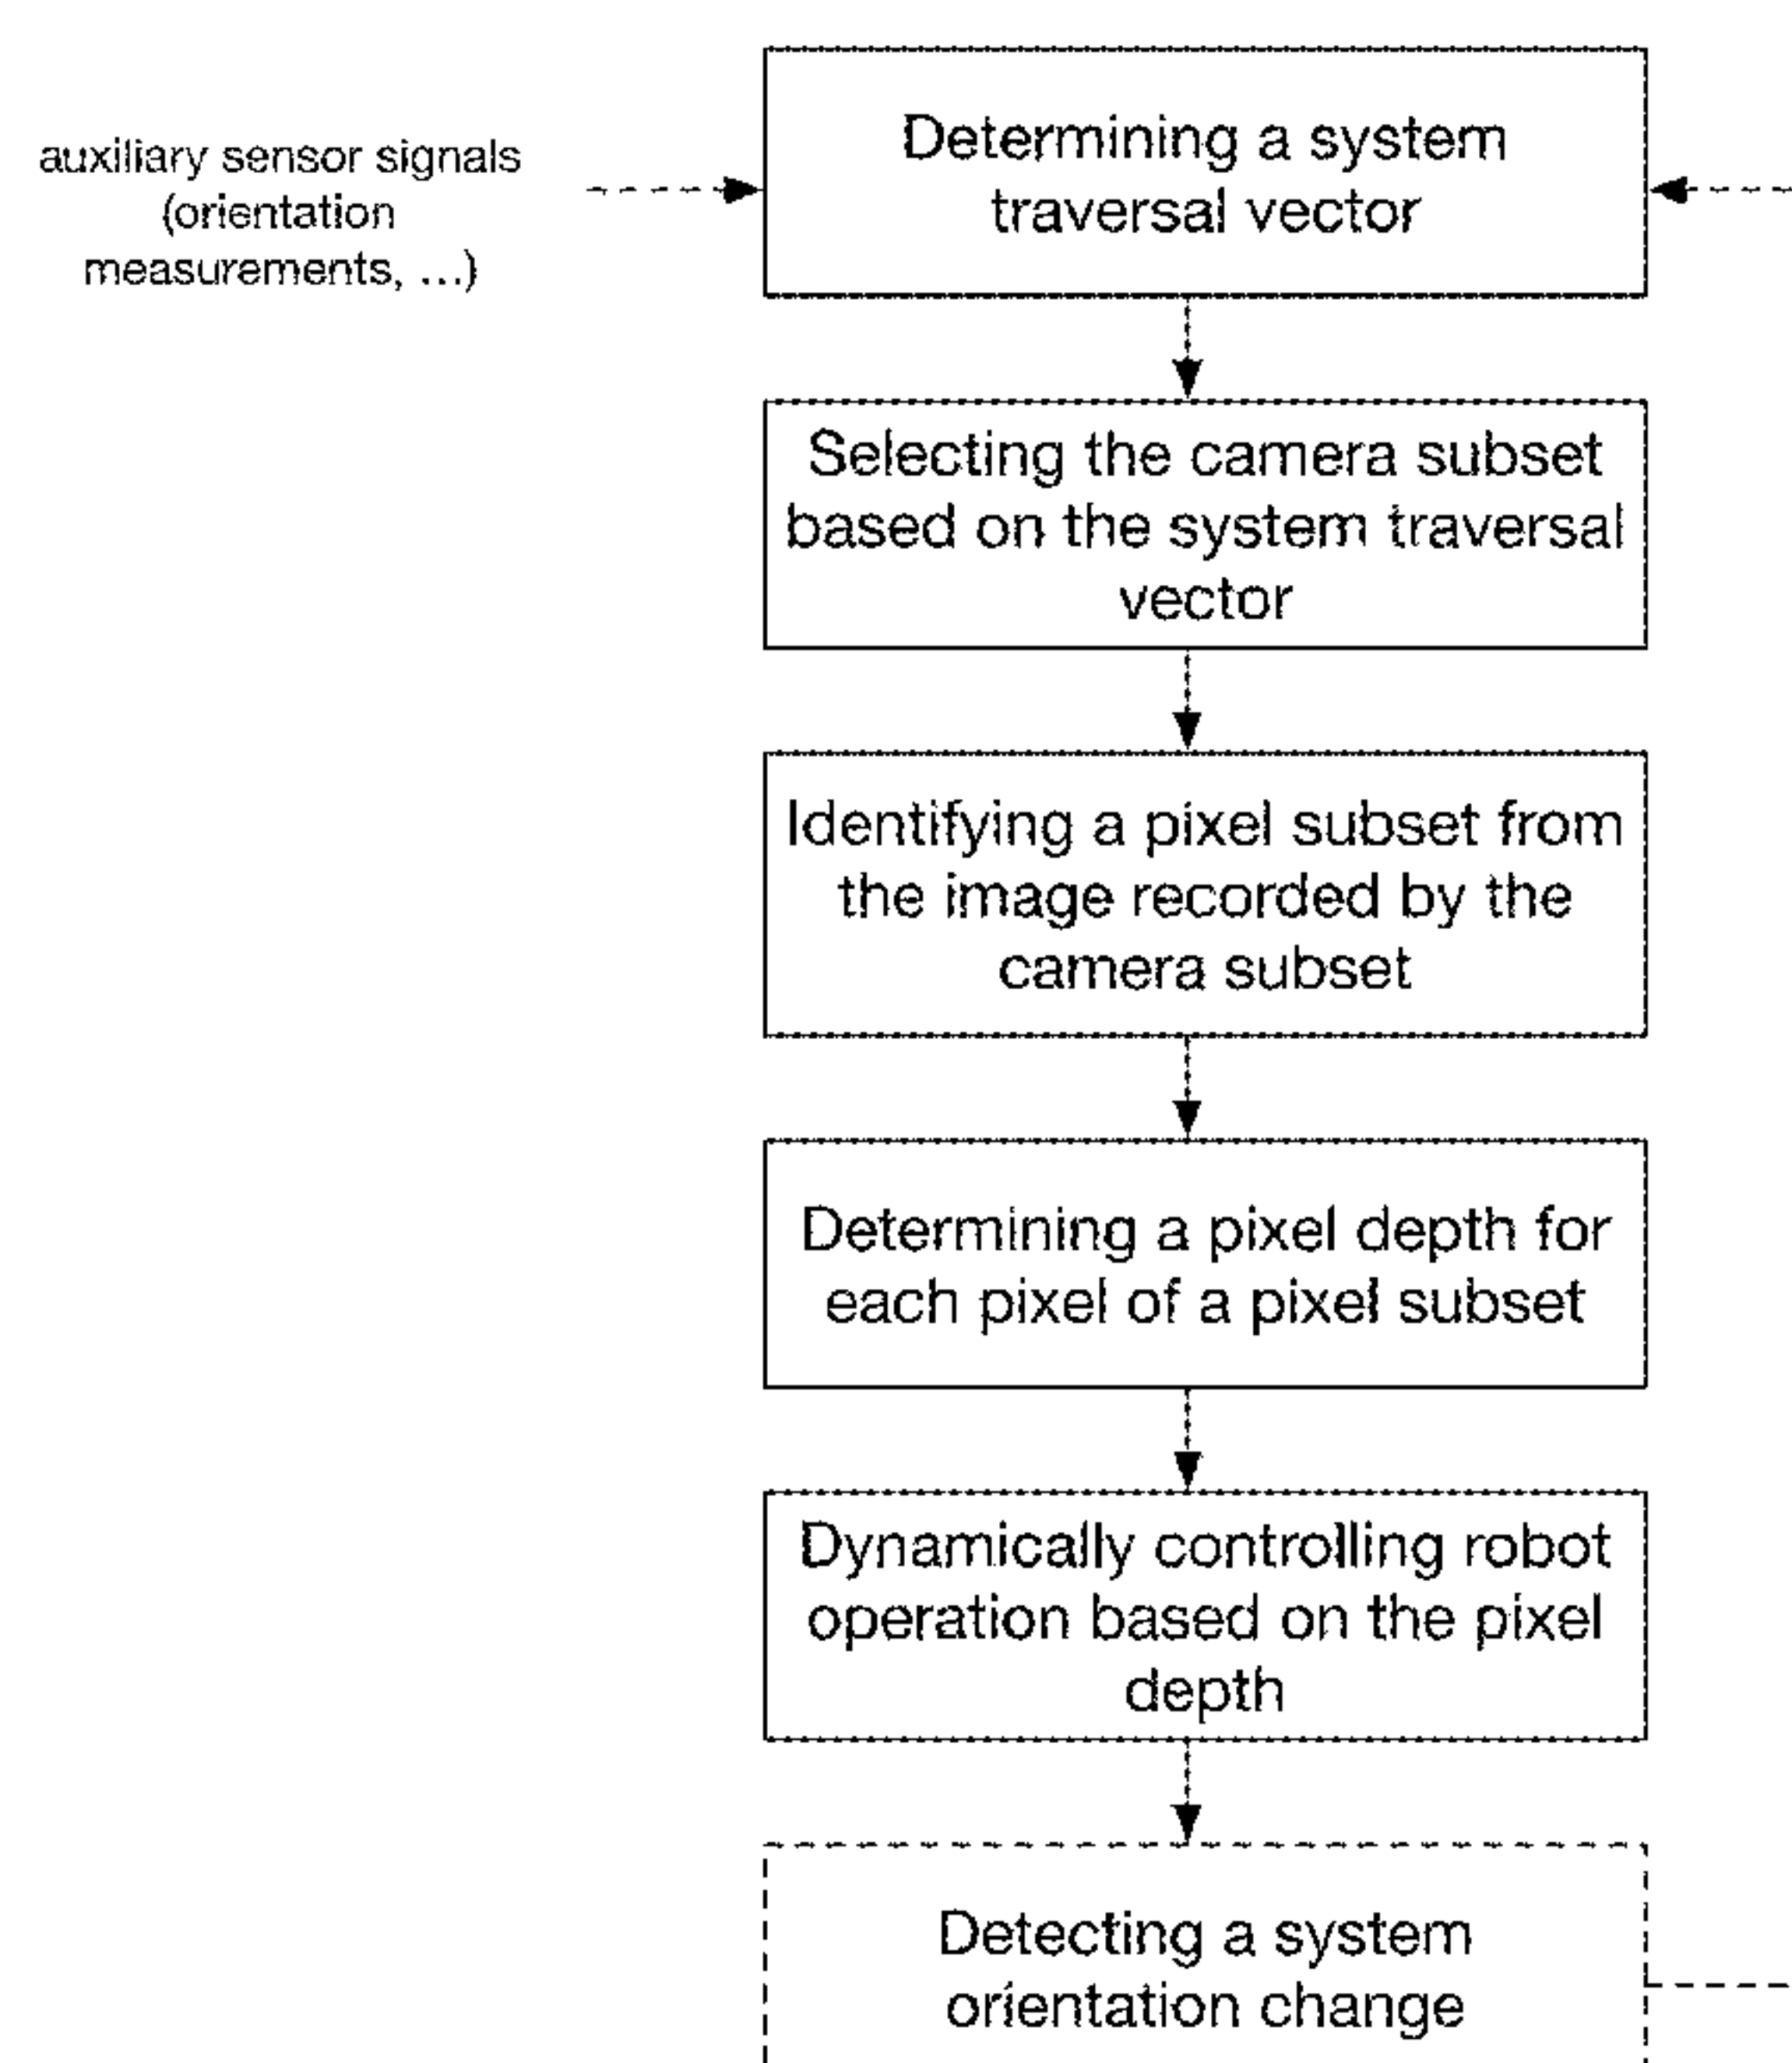 auxiliary sensor signals
(orientation
measurements, ...)
Determining a system
traversal vector
Selecting the camera subset
based on the system traversal
vector
Identifying a pixel subset from
the image recorded by the
camera subset
Determining a pixel depth for
each pixel of a pixel subset
Dynamically controlling robot
operation based on the pixel
depth
Detecting a system
orientation change